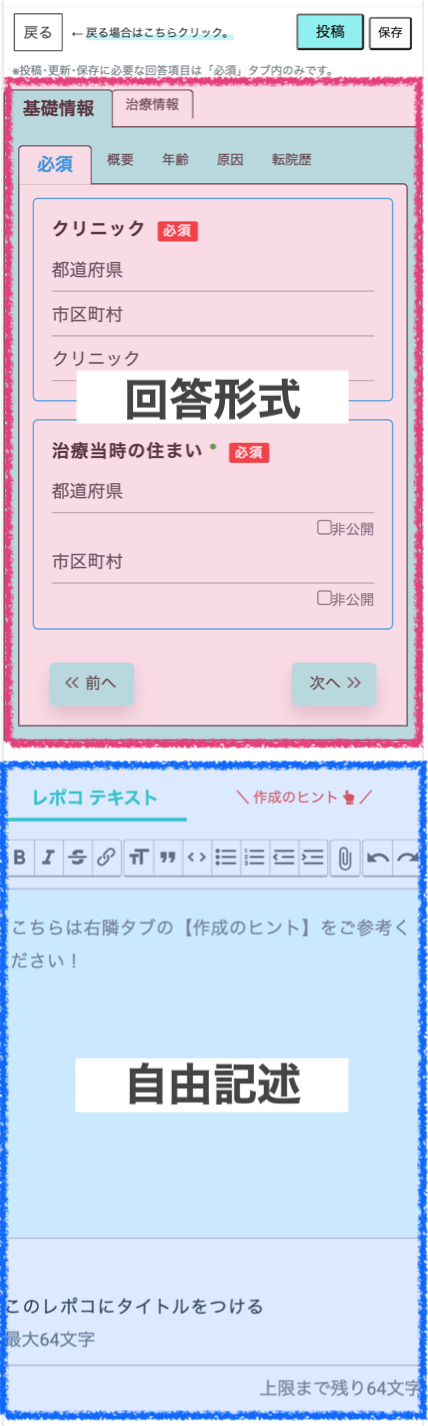 戻る ←戻る場合はこちらクリック。 投稿 保存
※投稿･更新･保存に必要な回答項目は「必須」タブ内のみです。
基礎情報 治療情報
必須 概要 年齢 原因 転院歴
クリニック 必須
都道府県
市区町村
クリニック
回答形式
治療当時の住まい 必須
都道府県
非公開
市区町村
非公開
前へ 次へ
レポコ テキスト ＼ 作成のヒント ／
B I S
こちらは右隣タブの【作成のヒント】をご参考く
ださい！
自由記述
このレポコにタイトルをつける
最大64文字
上限まで残り64文字